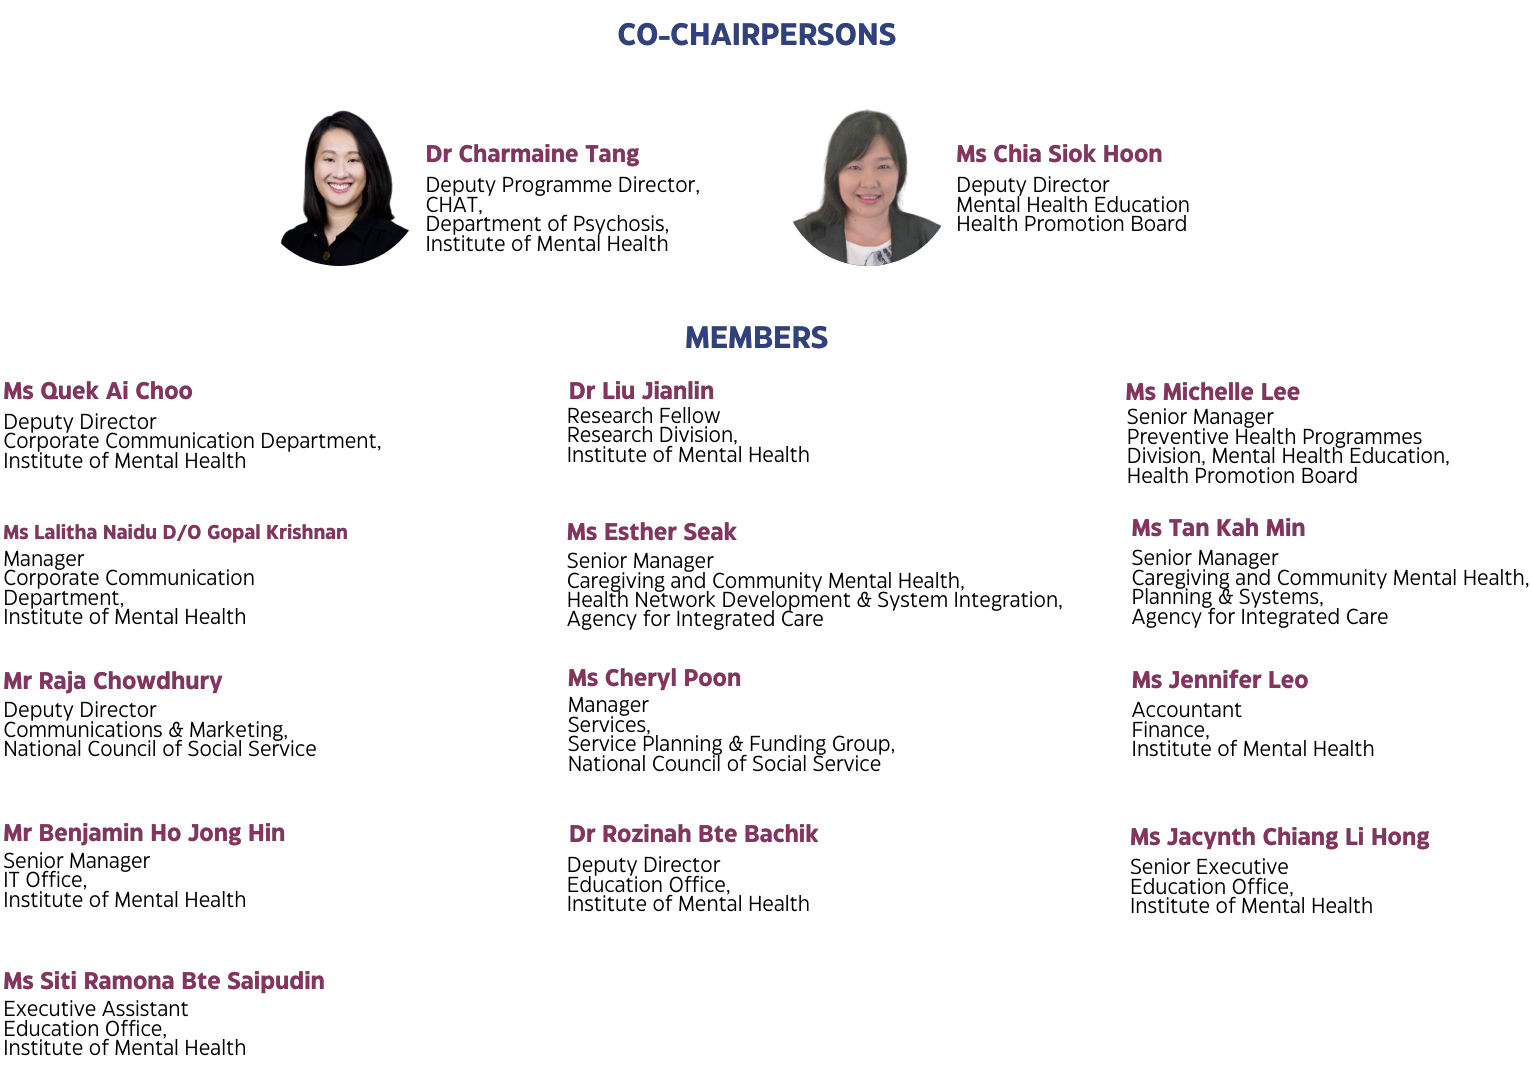 CO-CHAIRPERSONS
Dr Charmaine Tang
Deputy Programme Director,
CHAT,
Department of Psychosis,
Institute of Mental Health
Ms Chia Siok Hoon
Deputy Director
Mental Health Education
Health Promotion Board
MEMBERS
Ms Quek Ai Choo
Deputy Director
Corporate Communication Department,
Institute of Mental Health
Dr Liu Jianlin
Research Fellow
Research Division,
Institute of Mental Health
Ms Michelle Lee
Senior Manager
Preventive Health Programmes
Division, Mental Health Education,
Health Promotion Board
Ms Lalitha Naidu D/O Gopal Krishnan
Manager
Corporate Communication
Department,
Institute of Mental Health
Ms Esther Seak
Senior Manager
Caregiving and Community Mental Health,
Health Network Development & System Integration,
Agency for Integrated Care
Ms Tan Kah Min
Senior Manager
Caregiving and Community Mental Health,
Planning & Systems,
Agency for Integrated Care
Mr Raja Chowdhury
Deputy Director
Communications & Marketing,
National Council of Social Service
Ms Cheryl Poon
Manager
Services,
Service Planning & Funding Group,
National Council of Social Service
Ms Jennifer Leo
Accountant
Finance,
Institute of Mental Health
Mr Benjamin Ho Jong Hin
Senior Manager
IT Office,
Institute of Mental Health
Dr Rozinah Bte Bachik
Deputy Director
Education Office,
Institute of Mental Health
Ms Jacynth Chiang Li Hong
Senior Executive
Education Office,
Institute of Mental Health
Ms Siti Ramona Bte Saipudin
Executive Assistant
Education Office,
Institute of Mental Health